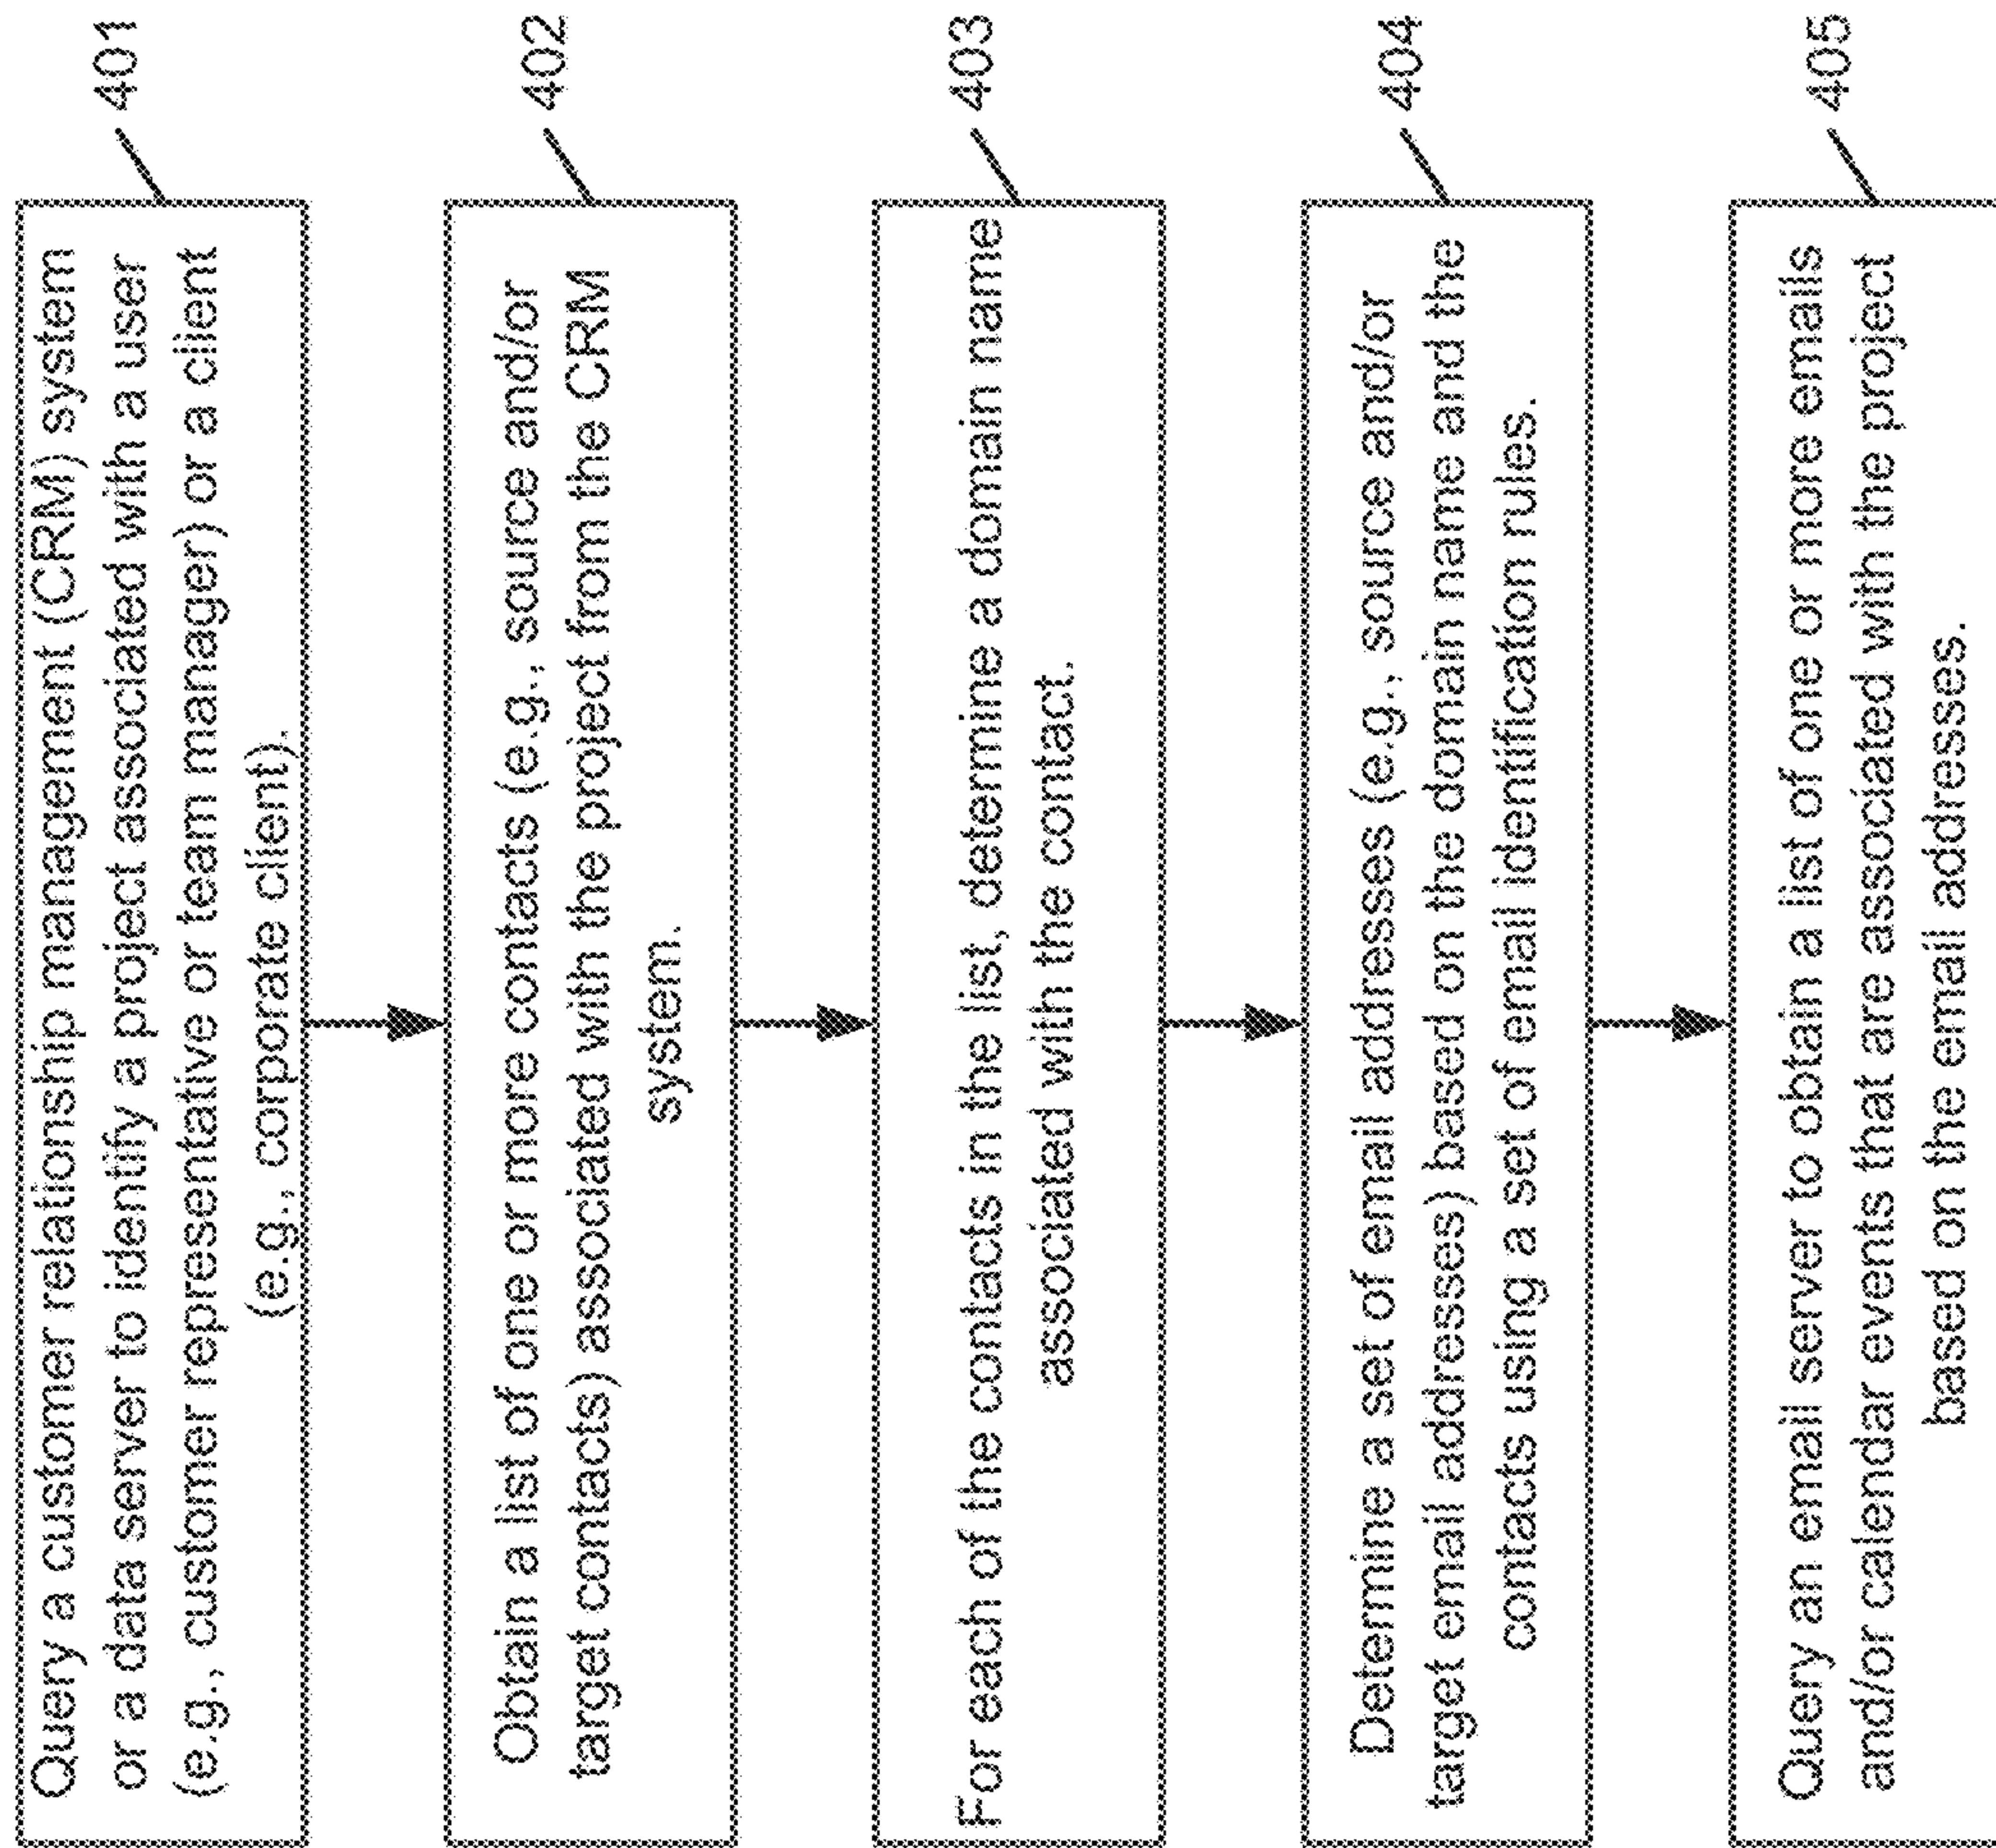 Query a customer relationship management (CRM) system
or a data server to identify a project associated with a user
(e.g., customer representative or team manager) or a client
(e.g., corporate client).
401
Obtain a list of one or more contacts (e.g., source and/or
target contacts) associated with the project from the CRM
system.
402
For each of the contacts in the list, determine a domain name
associated with the contact.
403
Determine a set of email addresses (e.g., source and/or
target email addresses) based on the domain name and the
contacts using a set of email identification rules.
404
Query an email server to obtain a list of one or more emails
and/or calendar events that are associated with the project
based on the email addresses.
405